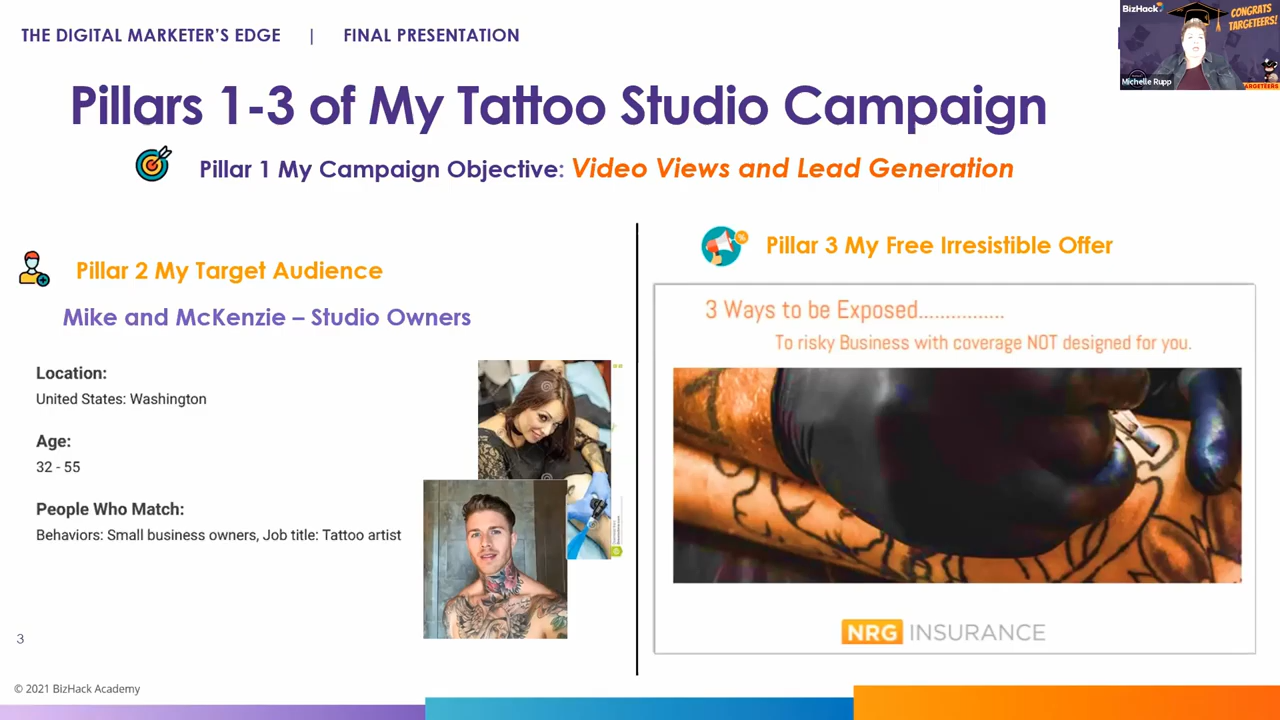 THE DIGITAL MARKETER'S EDGE | FINAL PRESENTATION
BizHack
CONGRATS
TARGETEERS!
Michelle Rupp
TARGETEERS
Pillars 1-3 of My Tattoo Studio Campaign
Pillar 1 My Campaign Objective: Video Views and Lead Generation
Pillar 2 My Target Audience
Mike and McKenzie – Studio Owners
Location:
United States: Washington
Age:
32 - 55
People Who Match:
Behaviors: Small business owners, Job title: Tattoo artist
Pillar 3 My Free Irresistible Offer
3 Ways to be Exposed................
To risky Business with coverage NOT designed for you.
NRG INSURANCE
3
© 2021 BizHack Academy